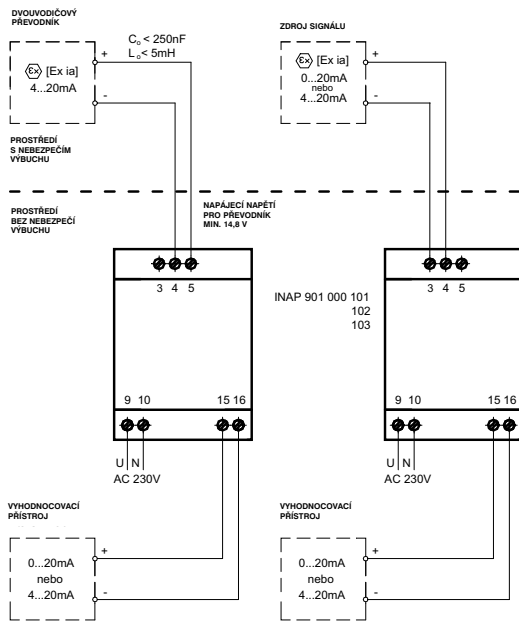 DVOUVODIČOVÝ
PŘEVODNÍK
+
Co < 250nF
Lo < 5mH
Ex [Ex ia]
4...20mA
-
PROSTŘEDÍ
S NEBEZPEČÍM
VÝBUCHU
ZDROJ SIGNÁLU
+
Ex [Ex ia]
0...20mA
nebo
4...20mA
-
PROSTŘEDÍ
BEZ NEBEZPEČÍ
VÝBUCHU
NAPÁJECÍ NAPĚTÍ
PRO PŘEVODNÍK
MIN. 14,8 V
3 4 5
9 10 15 16
U N
AC 230V
INAP 901 000 101
102
103
3 4 5
9 10 15 16
U N
AC 230V
VYHODNOCOVACÍ
PŘÍSTROJ
+
0...20mA
nebo
4...20mA
-
VYHODNOCOVACÍ
PŘÍSTROJ
+
0...20mA
nebo
4...20mA
-